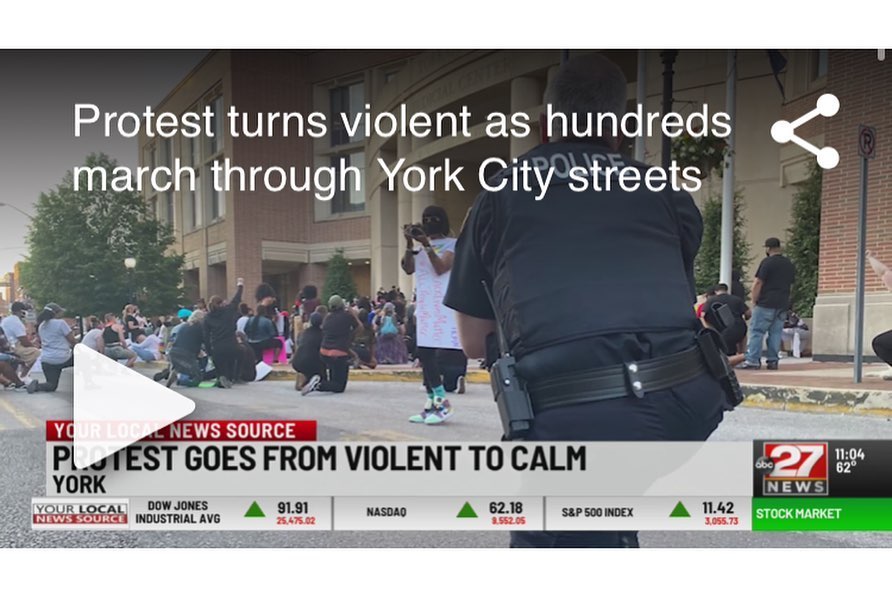 Protest turns violent as hundreds
march through York City streets
POLICE
YOUR LOCAL NEWS SOURCE
PROTEST GOES FROM VIOLENT TO CALM
YORK
abc 27 NEWS
11:04
62°
YOUR LOCAL
NEWS SOURCE
DOW JONES
INDUSTRIAL AVG
91.91
25,475.02
NASDAQ
62.18
9,552.05
S&P 500 INDEX
11.42
3,055.73
STOCK MARKET